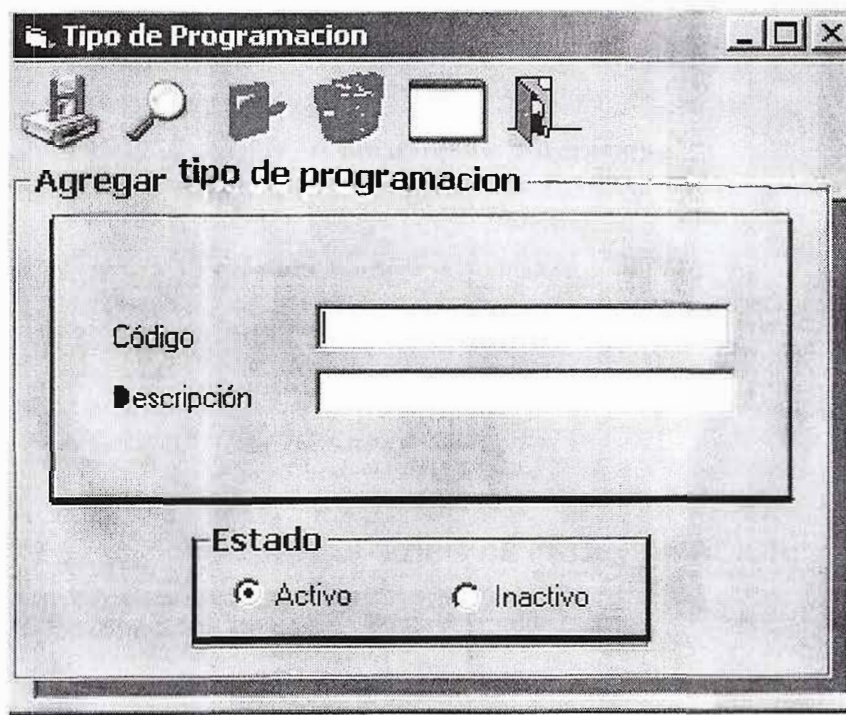 Tipo de Programacion
Agregar tipo de programacion
Código
Descripción
Estado
Activo
Inactivo